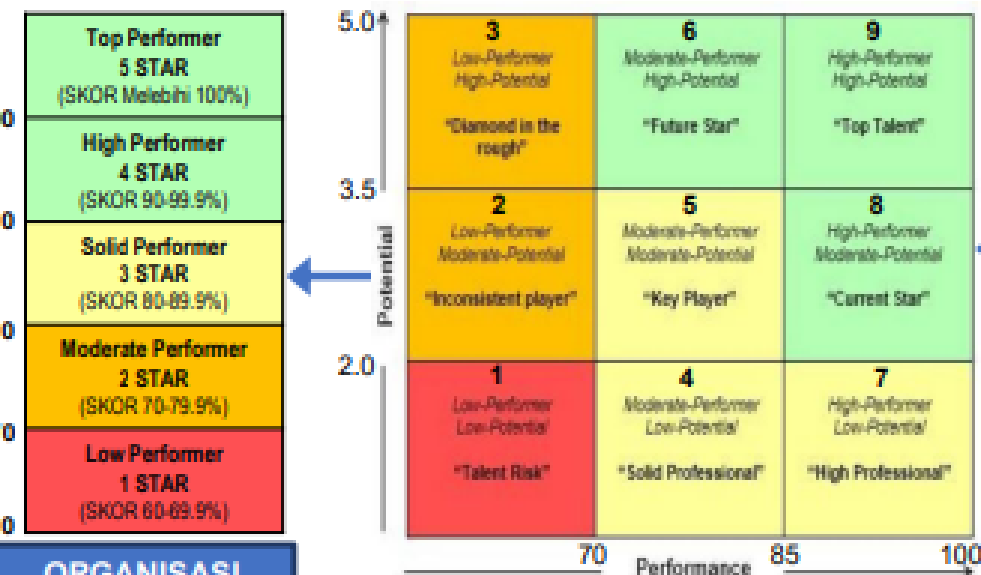 Top Performer
5 STAR
(SKOR Melebihi 100%)
High Performer
4 STAR
(SKOR 90-99.9%)
Solid Performer
3 STAR
(SKOR 80-89.9%)
Moderate Performer
2 STAR
(SKOR 70-79.9%)
Low Performer
1 STAR
(SKOR 60-69.9%)
ORGANISASI
5.0
3.5
2.0
Potential
3
Low-Performer
High-Potential
"Diamond in the
rough"
6
Moderate-Performer
High-Potential
"Future Star"
9
High-Performer
High-Potential
"Top Talent"
2
Low-Performer
Moderate-Potential
"Inconsistent player"
5
Moderate-Performer
Moderate-Potential
"Key Player"
8
High-Performer
Moderate-Potential
"Current Star"
1
Low-Performer
Low-Potential
"Talent Risk"
4
Moderate-Performer
Low-Potential
"Solid Professional"
7
High-Performer
Low-Potential
"High Professional"
70
85
100
Performance